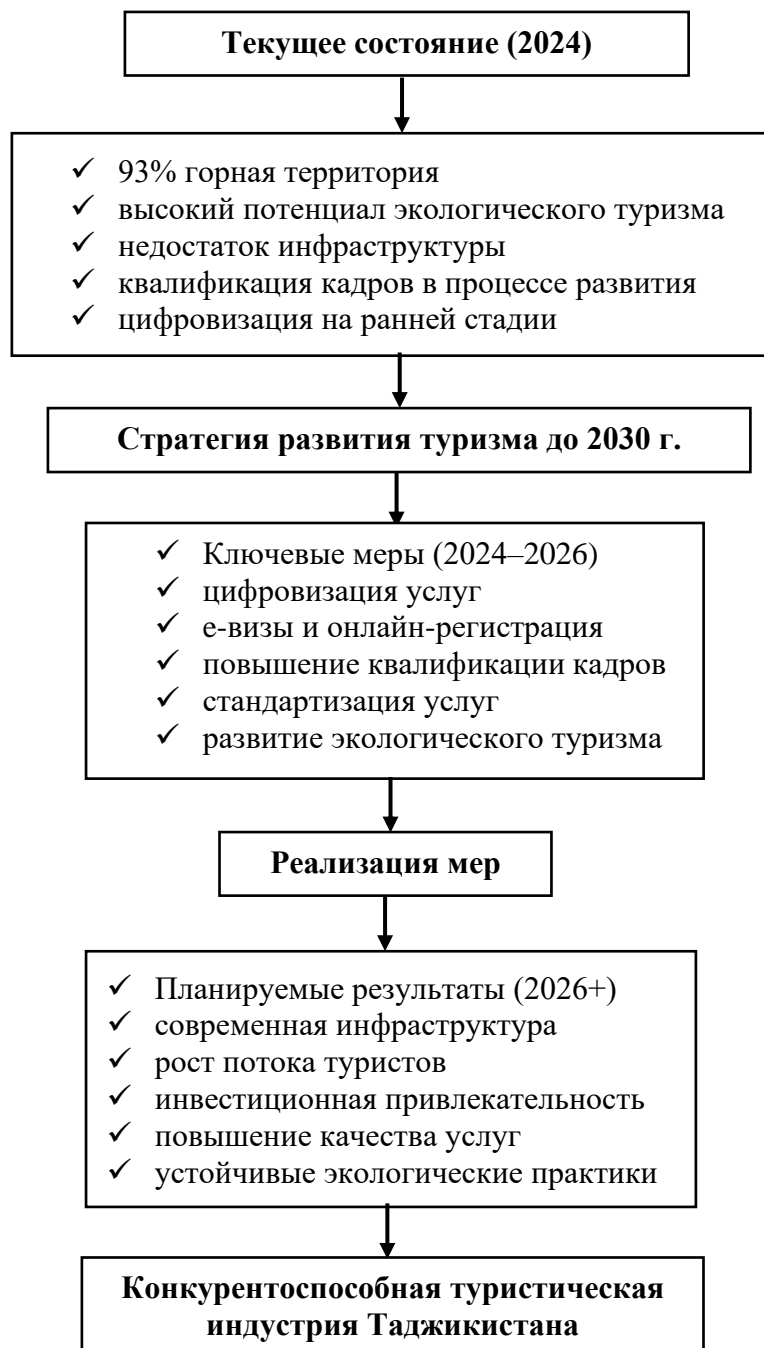 Текущее состояние (2024)
✓ 93% горная территория
✓ высокий потенциал экологического туризма
✓ недостаток инфраструктуры
✓ квалификация кадров в процессе развития
✓ цифровизация на ранней стадии
Стратегия развития туризма до 2030 г.
✓ Ключевые меры (2024–2026)
✓ цифровизация услуг
✓ е-визы и онлайн-регистрация
✓ повышение квалификации кадров
✓ стандартизация услуг
✓ развитие экологического туризма
Реализация мер
✓ Планируемые результаты (2026+)
✓ современная инфраструктура
✓ рост потока туристов
✓ инвестиционная привлекательность
✓ повышение качества услуг
✓ устойчивые экологические практики
Конкурентоспособная туристическая
индустрия Таджикистана